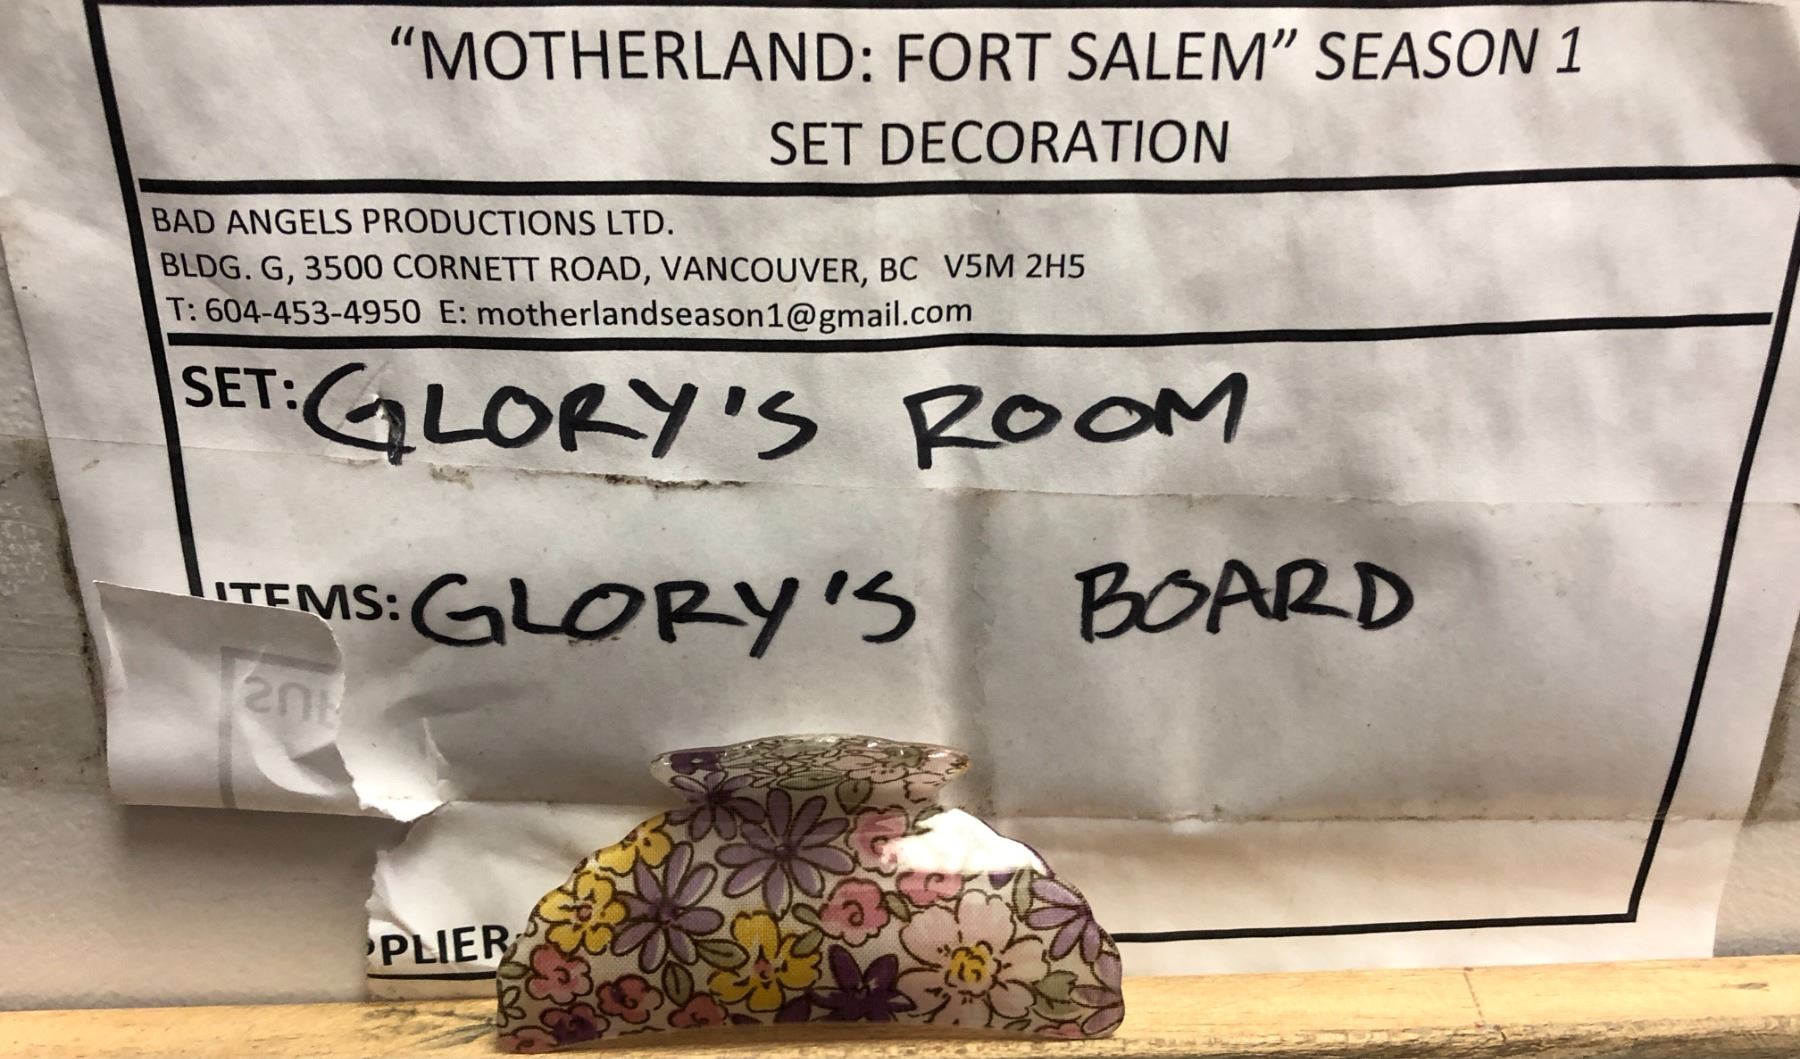 “MOTHERLAND: FORT SALEM” SEASON 1
SET DECORATION
BAD ANGELS PRODUCTIONS LTD.
BLDG. G, 3500 CORNETT ROAD, VANCOUVER, BC V5M 2H5
T: 604-453-4950 E: motherlandseason1@gmail.com
SET: GLORY'S ROOM
ITEMS: GLORY'S BOARD